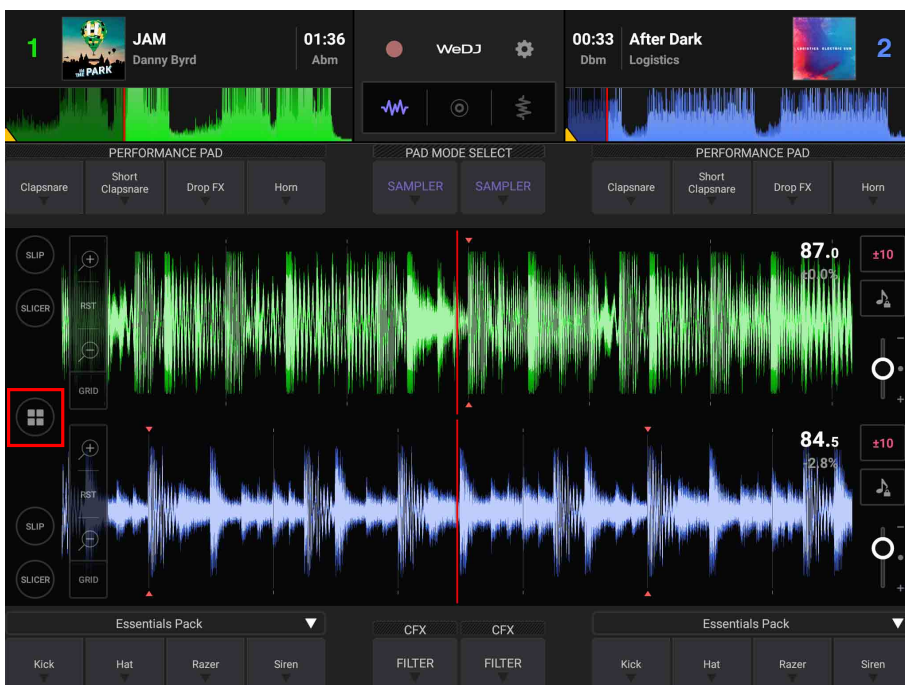 1
IN THE PARK
JAM
Danny Byrd
01:36
Abm
WeDJ
00:33
Dbm
After Dark
Logistics
2
PERFORMANCE PAD
PAD MODE SELECT
PERFORMANCE PAD
Clapsnare
Short Clapsnare
Drop FX
Horn
SAMPLER
SAMPLER
Clapsnare
Short Clapsnare
Drop FX
Horn
SLIP
SLICER
RST
GRID
87.0
±0.0%
±10
-
+
RST
GRID
SLIP
SLICER
84.5
-2.8%
±10
-
+
Essentials Pack
CFX
CFX
Essentials Pack
Kick
Hat
Razer
Siren
FILTER
FILTER
Kick
Hat
Razer
Siren